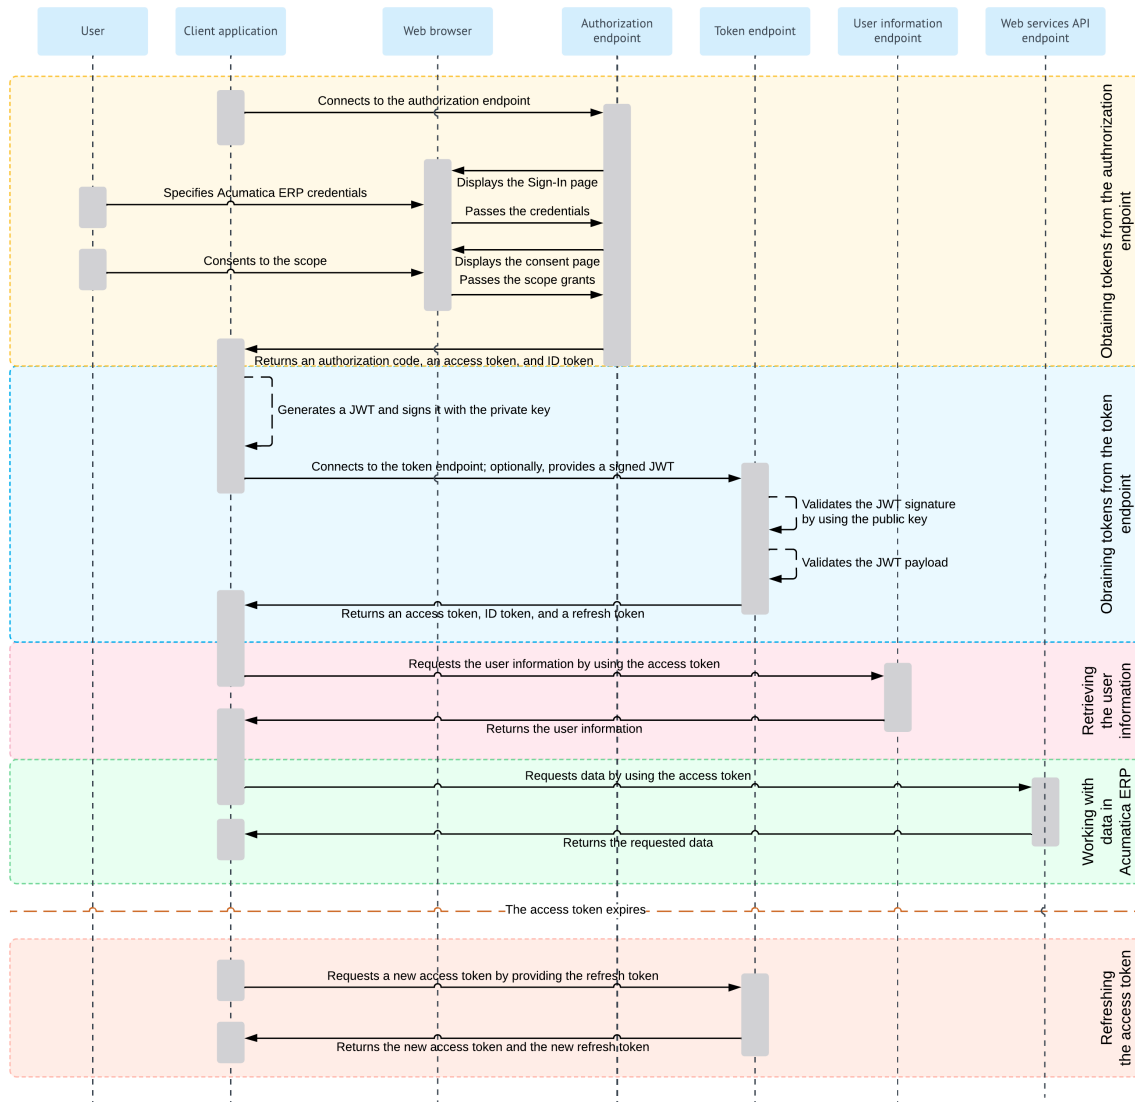 User
Client application
Web browser
Authorization
endpoint
Token endpoint
User information
endpoint
Web services API
endpoint
Connects to the authorization endpoint
Displays the Sign-In page
Specifies Acumatica ERP credentials
Passes the credentials
Displays the consent page
Consents to the scope
Passes the scope grants
Returns an authorization code, an access token, and ID token
Obtaining tokens from the authrorization
endpoint
Generates a JWT and signs it with the private key
Connects to the token endpoint; optionally, provides a signed JWT
Validates the JWT signature
by using the public key
Validates the JWT payload
Returns an access token, ID token, and a refresh token
Obraining tokens from the token
endpoint
Requests the user information by using the access token
Returns the user information
Retrieving
the user
information
Requests data by using the access token
Returns the requested data
Working with
data in
Acumatica ERP
The access token expires
Requests a new access token by providing the refresh token
Returns the new access token and the new refresh token
Refreshing
the access token